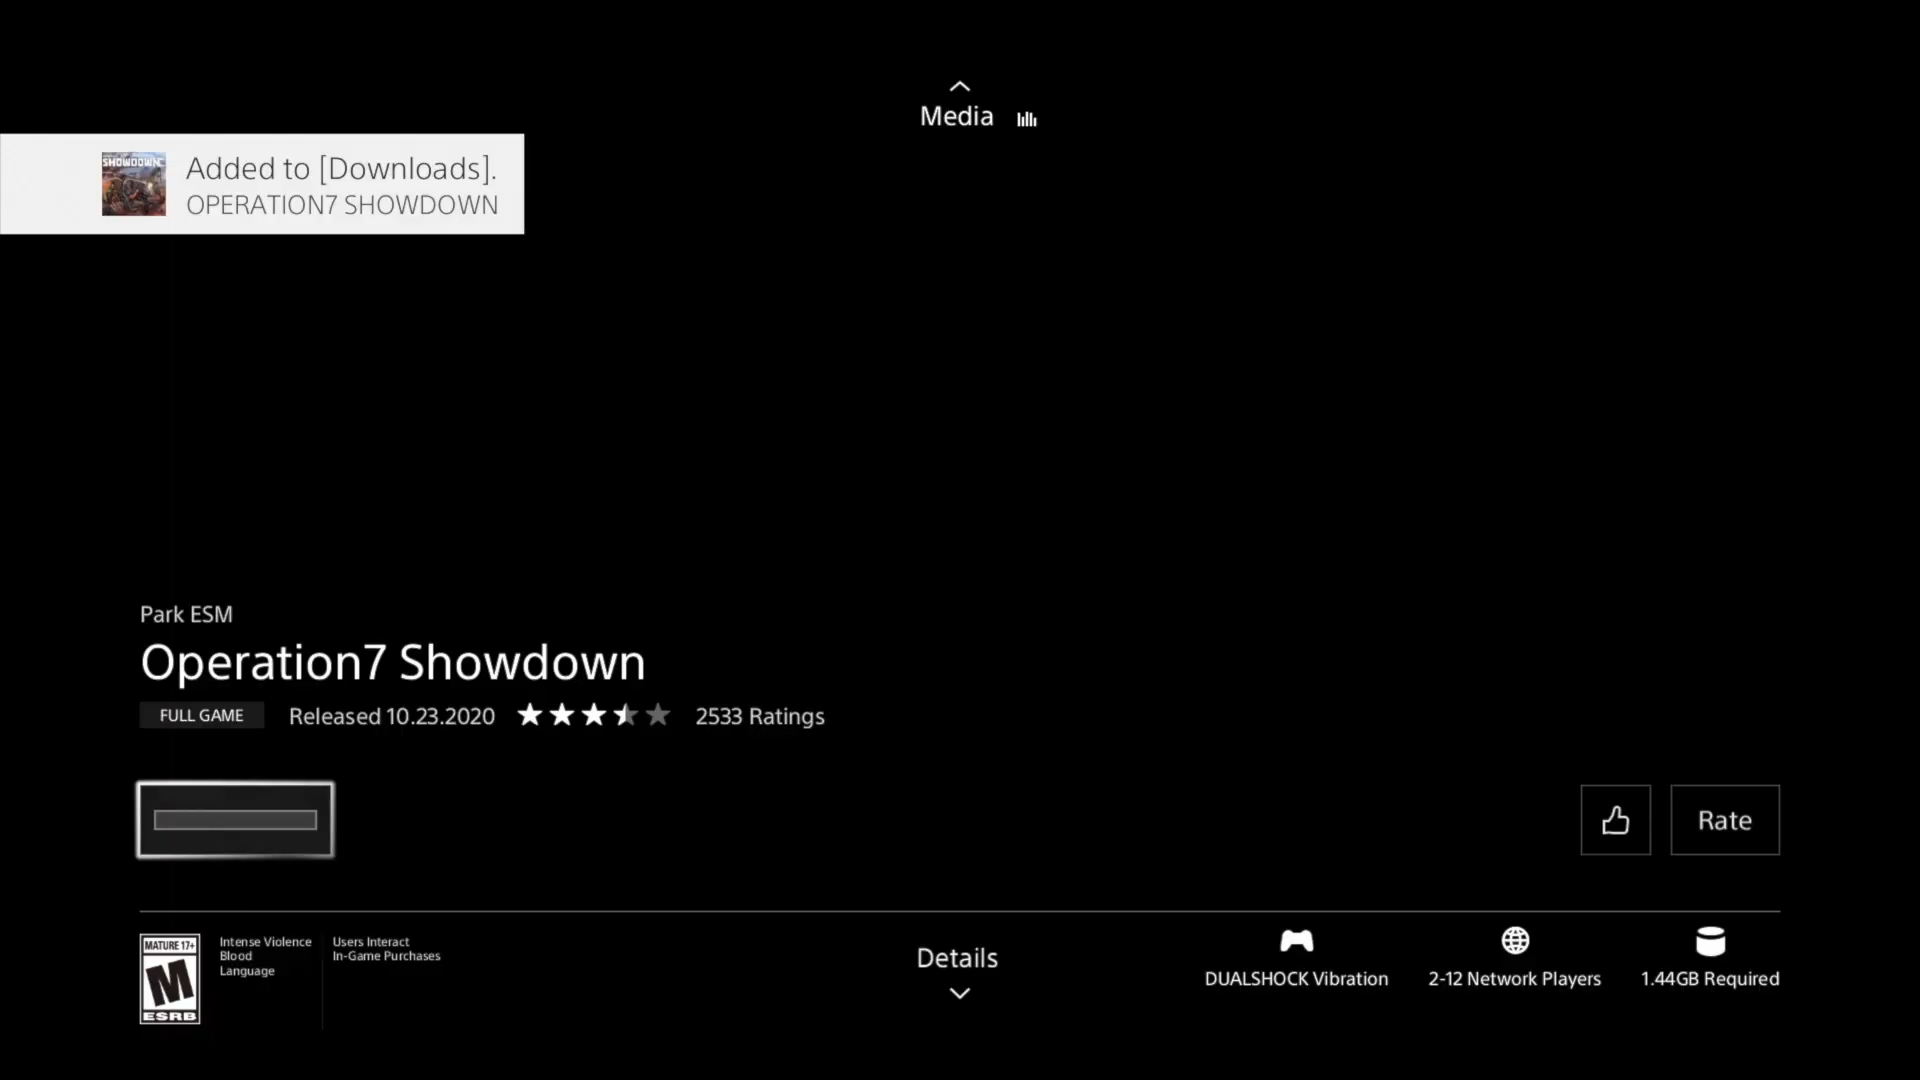 Media
SHOWDOWN
Added to [Downloads].
OPERATION7 SHOWDOWN
Park ESM
Operation7 Showdown
FULL GAME
Released 10.23.2020
2533 Ratings
Rate
MATURE 17+
M
ESRB
Intense Violence
Blood
Language
Users Interact
In-Game Purchases
Details
DUALSHOCK Vibration
2-12 Network Players
1.44GB Required